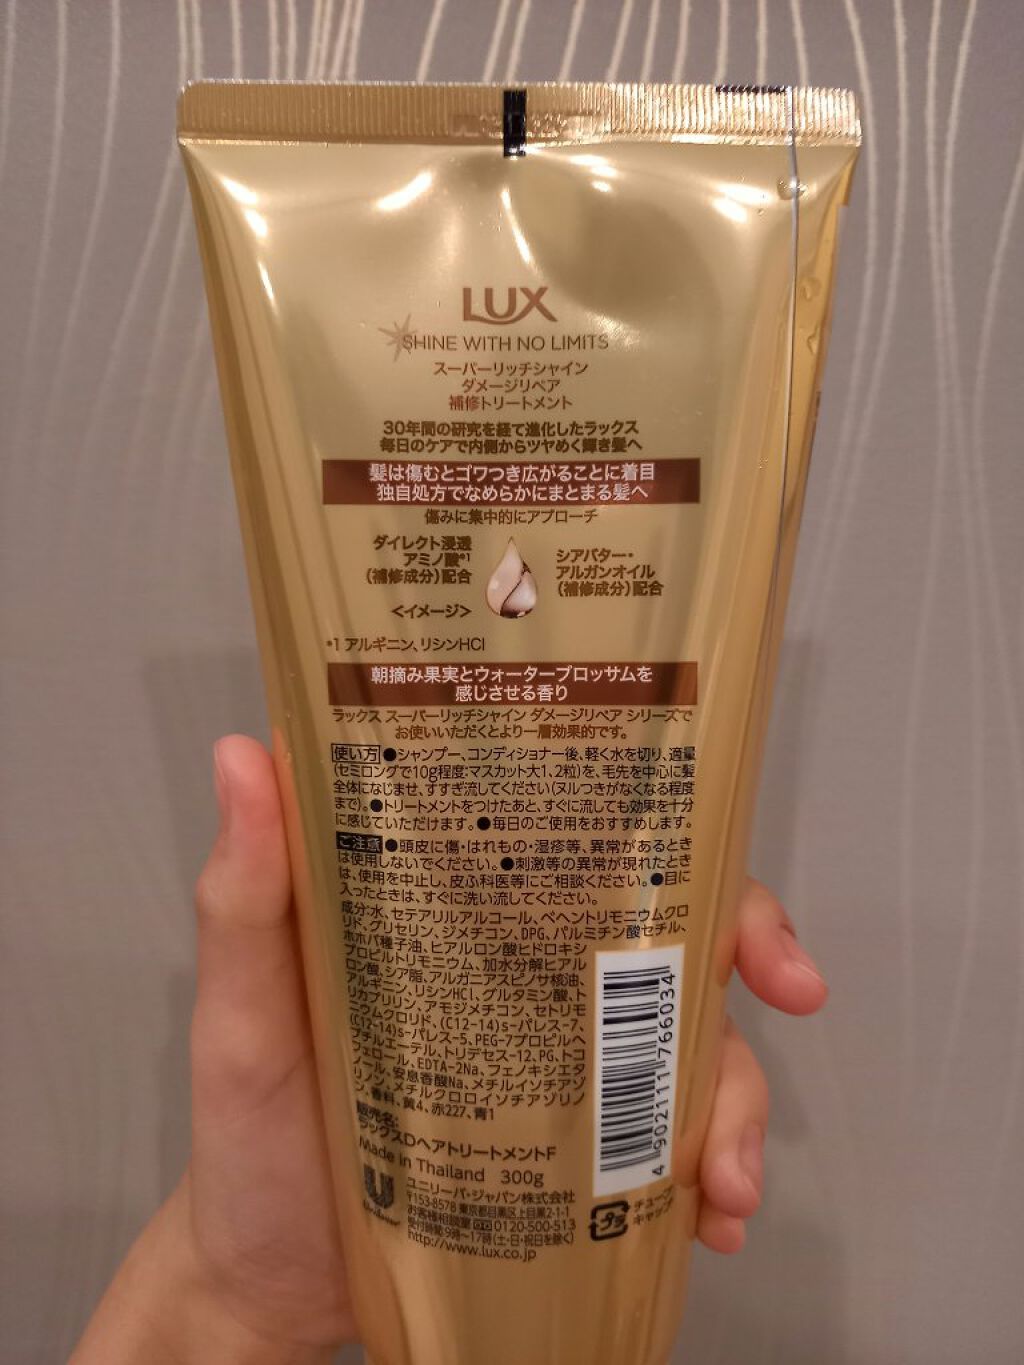 LUX
SHINE WITH NO LIMITS
スーパーリッチシャイン
ダメージリペア
補修トリートメント
30年間の研究を経て進化したラックス
毎日のケアで内側からツヤめく輝き髪へ
髪は傷むとゴワつき広がることに着目
独自処方でなめらかにまとまる髪へ
傷みに集中的にアプローチ
ダイレクト浸透
アミノ酸*1
(補修成分)配合
シアバター・
アルガンオイル
(補修成分)配合
<イメージ>
*1 アルギニン、リシンHCl
朝摘み果実とウォーターブロッサムを
感じさせる香り
ラックス スーパーリッチシャイン ダメージリペア シリーズで
お使いいただくとより一層効果的です。
使い方 ●シャンプー、コンディショナー後、軽く水を切り、適量
(セミロングで10g程度:マスカット大1、2粒)を、毛先を中心に髪
全体になじませ、すすぎ流してください(ヌルつきがなくなる程度
まで)。●トリートメントをつけたあと、すぐに流しても効果を十分
に感じていただけます。●毎日のご使用をおすすめします。
ご注意 ●頭皮に傷・はれもの・湿疹等、異常があるとき
は使用しないでください。●刺激等の異常が現れたとき
は、使用を中止し、皮ふ科医等にご相談ください。●目に
入ったときは、すぐに洗い流してください。
成分:水、セテアリルアルコール、ベヘントリモニウムクロ
リド、グリセリン、ジメチコン、DPG、パルミチン酸セチル、
ホホバ種子油、ヒアルロン酸ヒドロキシ
プロピルトリモニウム、加水分解ヒアル
ロン酸、シア脂、アルガニアスピノサ核油、
アルギニン、リシンHCl、グルタミン酸、ト
リカプリリン、アモジメチコン、セトリモ
ニウムクロリド、(C12-14)s-パレス-7、
(C12-14)s-パレス-5、PEG-7プロピルヘ
プチルエーテル、トリデセス-12、PG、トコ
フェロール、EDTA-2Na、フェノキシエタ
ノール、安息香酸Na、メチルイソチアゾ
リノン、メチルクロロイソチアゾリノ
ン、香料、黄4、赤227、青1
販売名:
ラックスDヘアトリートメントF
Made in Thailand 300g
Unilever
ユニリーバ・ジャパン株式会社
〒153-8578 東京都目黒区上目黒2-1-1
お客様相談室 0120-500-513
受付時間:9時~17時(土・日・祝日を除く)
http://www.lux.co.jp
4 902111 766034
プラ
チューブ
キャップ